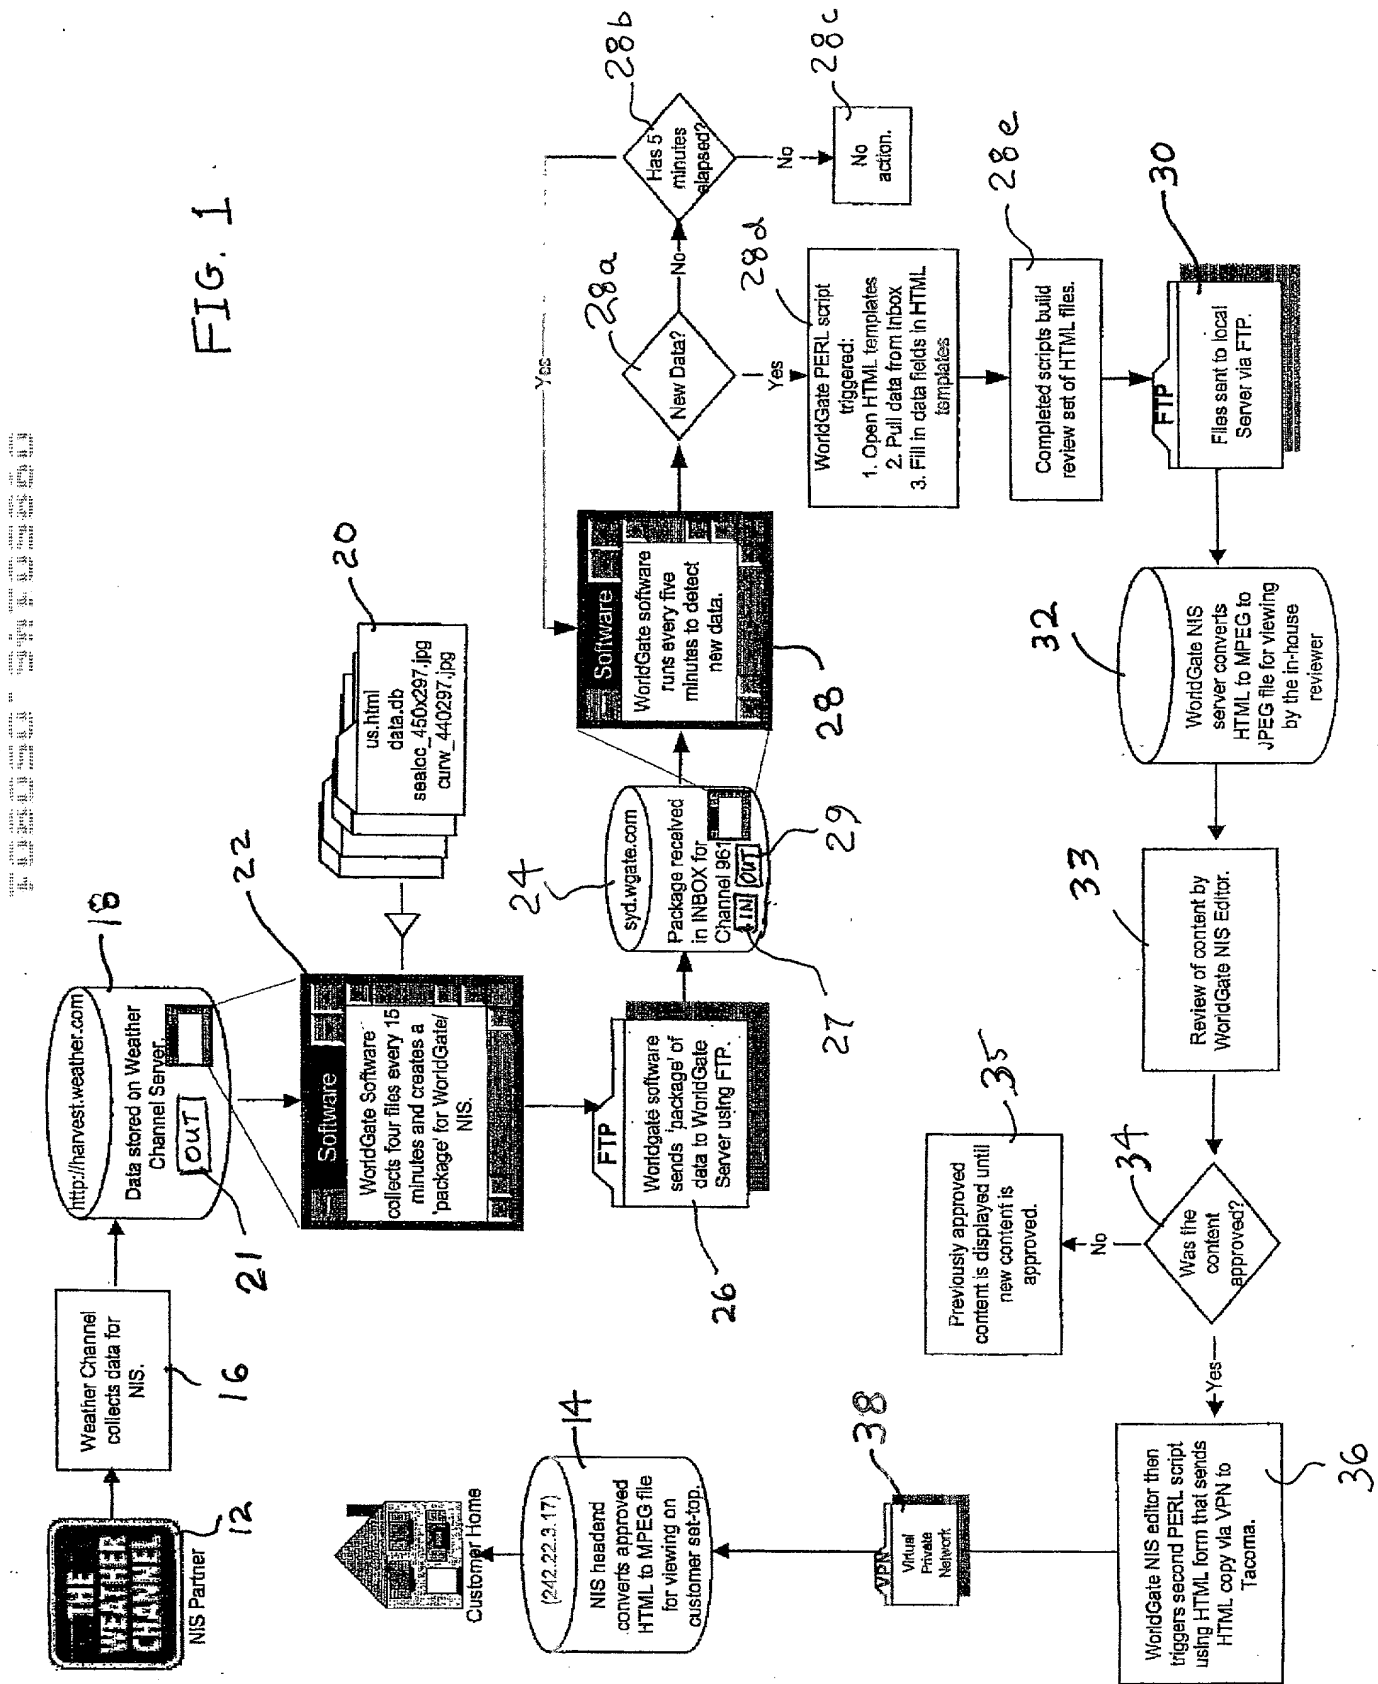 FIG. 1
THE
WEATHER
CHANNEL
NIS Partner
12
Weather Channel
collects data for
NIS.
16
http://harvest.weather.com
Data stored on Weather
Channel Server.
OUT
18
21
Software
WorldGate Software
collects four files every 15
minutes and creates a
'package' for WorldGate/
NIS.
22
us.html
data.db
sealoc_450x297.jpg
curw_440297.jpg
20
FTP
Worldgate software
sends 'package' of
data to WorldGate
Server using FTP.
26
syd.wgate.com
Package received
in INBOX for
Channel 961
IN
OUT
24
27
29
Software
WorldGate software
runs every five
minutes to detect
new data.
28
New Data?
28a
No
Has 5
minutes
elapsed?
28b
Yes
No
No
action.
28c
Yes
WorldGate PERL script
triggered:
1. Open HTML templates
2. Pull data from Inbox
3. Fill in data fields in HTML
templates
28d
Completed scripts build
review set of HTML files.
28e
FTP
Files sent to local
Server via FTP.
30
WorldGate NIS
server converts
HTML to MPEG to
JPEG file for viewing
by the in-house
reviewer
32
Review of content by
WorldGate NIS Editor.
33
Was the
content
approved?
34
No
Previously approved
content is displayed until
new content is
approved.
35
Yes
WorldGate NIS editor then
triggers second PERL script
using HTML form that sends
HTML copy via VPN to
Tacoma.
36
VPN
Virtual
Private
Network
38
(242.22.3.17)
NIS headend
converts approved
HTML to MPEG file
for viewing on
customer set-top.
14
Customer Home